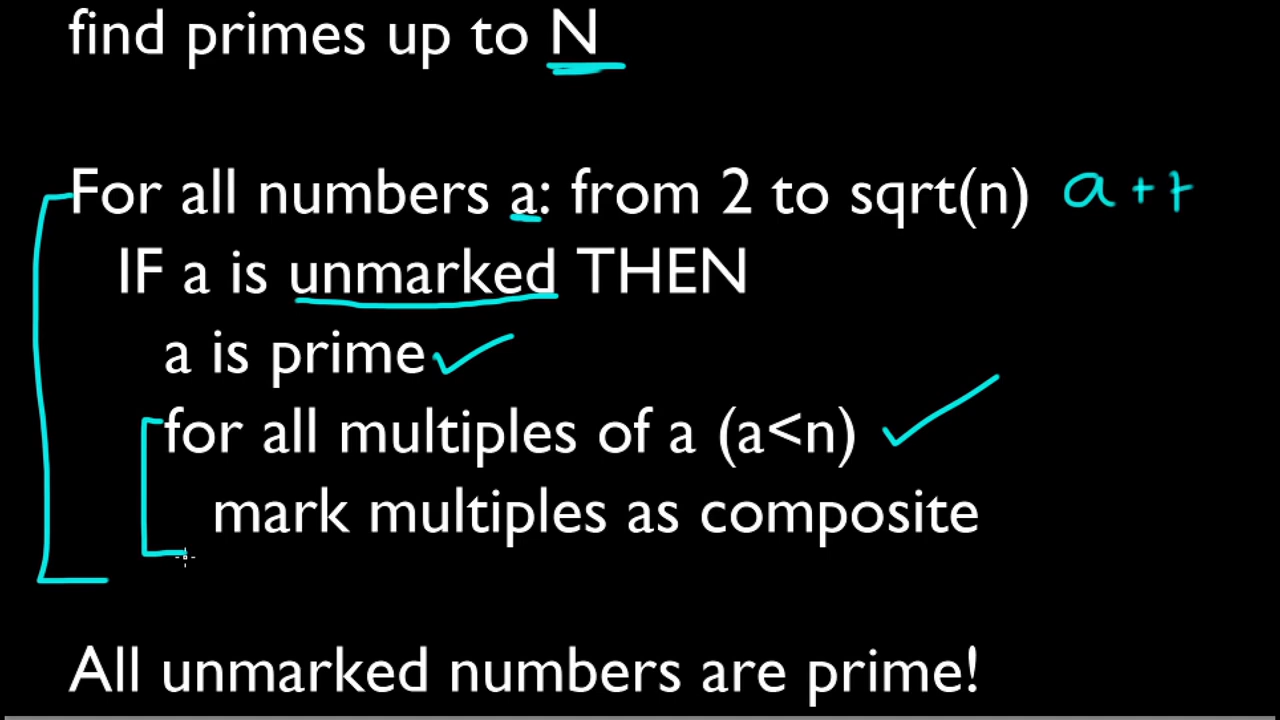 find primes up to N
For all numbers a: from 2 to sqrt(n) a++
IF a is unmarked THEN
a is prime
for all multiples of a (a<n)
mark multiples as composite
All unmarked numbers are prime!